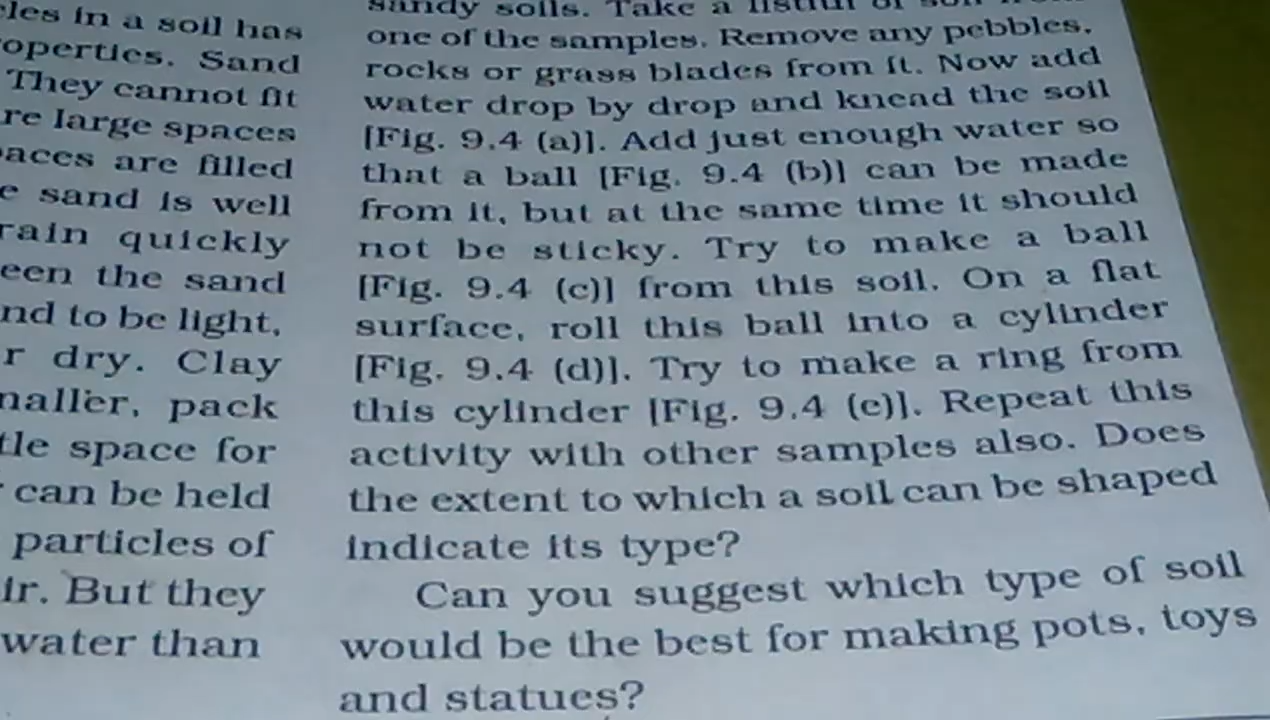 les in a soil has
operties. Sand
They cannot fit
re large spaces
aces are filled
e sand is well
rain quickly
een the sand
nd to be light,
r dry. Clay
naller, pack
tle space for
can be held
particles of
ir. But they
water than
sandy soils. Take a fistful of soil from
one of the samples. Remove any pebbles,
rocks or grass blades from it. Now add
water drop by drop and knead the soil
[Fig. 9.4 (a)]. Add just enough water so
that a ball [Fig. 9.4 (b)] can be made
from it, but at the same time it should
not be sticky. Try to make a ball
[Fig. 9.4 (c)] from this soil. On a flat
surface, roll this ball into a cylinder
[Fig. 9.4 (d)]. Try to make a ring from
this cylinder [Fig. 9.4 (e)]. Repeat this
activity with other samples also. Does
the extent to which a soil can be shaped
indicate its type?
Can you suggest which type of soil
would be the best for making pots, toys
and statues?